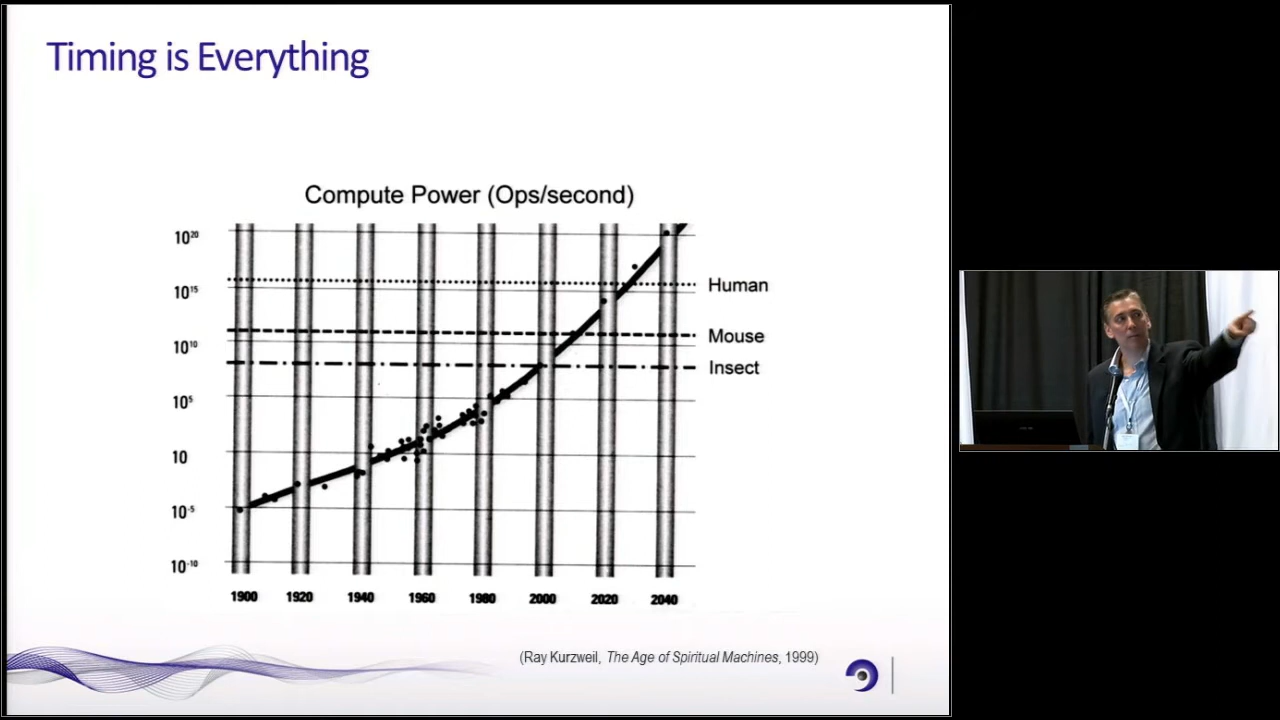 Timing is Everything
Compute Power (Ops/second)
10²⁰
10¹⁵
10¹⁰
10⁵
10
10⁻⁵
10⁻¹⁰
Human
Mouse
Insect
1900 1920 1940 1960 1980 2000 2020 2040
(Ray Kurzweil, The Age of Spiritual Machines, 1999)